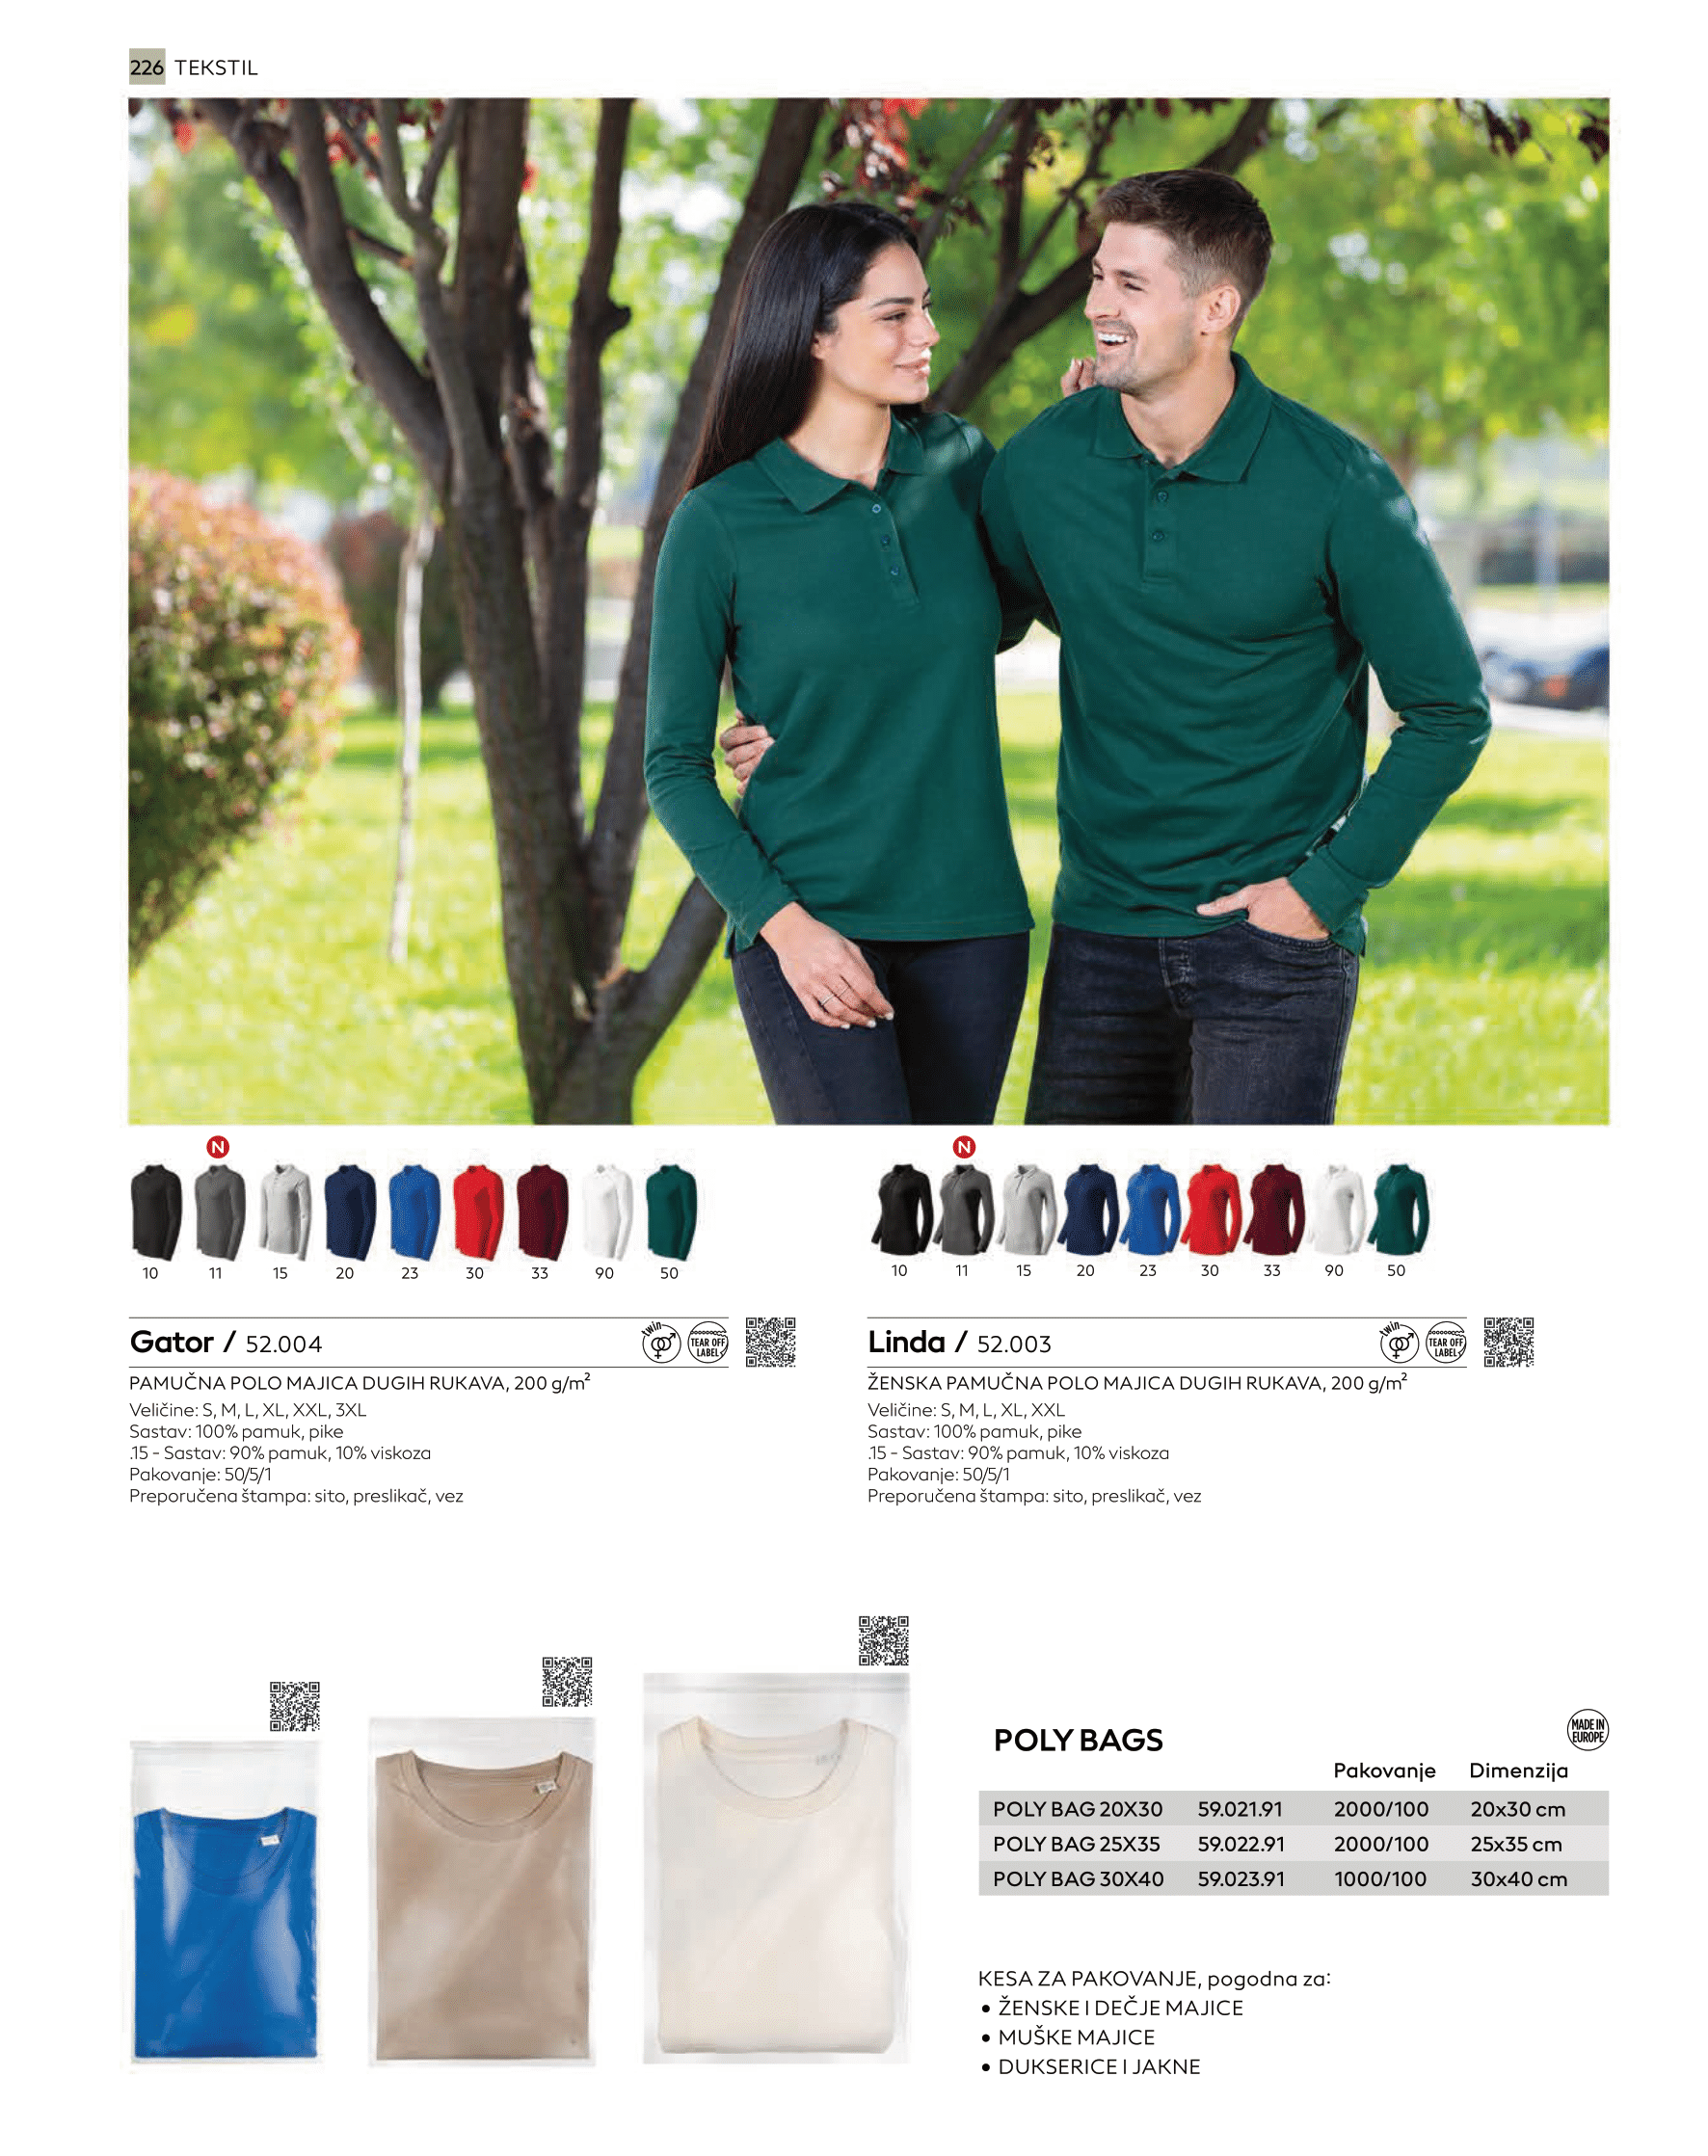 226 TEKSTIL
N
10 11 15 20 23 30 33 90 50
N
10 11 15 20 23 30 33 90 50
Gator / 52.004
twin
TEAR OFF
LABEL
PAMUČNA POLO MAJICA DUGIH RUKAVA, 200 g/m²
Veličine: S, M, L, XL, XXL, 3XL
Sastav: 100% pamuk, pike
.15 - Sastav: 90% pamuk, 10% viskoza
Pakovanje: 50/5/1
Preporučena štampa: sito, preslikač, vez
Linda / 52.003
twin
TEAR OFF
LABEL
ŽENSKA PAMUČNA POLO MAJICA DUGIH RUKAVA, 200 g/m²
Veličine: S, M, L, XL, XXL
Sastav: 100% pamuk, pike
.15 - Sastav: 90% pamuk, 10% viskoza
Pakovanje: 50/5/1
Preporučena štampa: sito, preslikač, vez
POLY BAGS
MADE IN
EUROPE
Pakovanje Dimenzija
POLY BAG 20X30 59.021.91 2000/100 20x30 cm
POLY BAG 25X35 59.022.91 2000/100 25x35 cm
POLY BAG 30X40 59.023.91 1000/100 30x40 cm
KESA ZA PAKOVANJE, pogodna za:
• ŽENSKE I DEČJE MAJICE
• MUŠKE MAJICE
• DUKSERICE I JAKNE